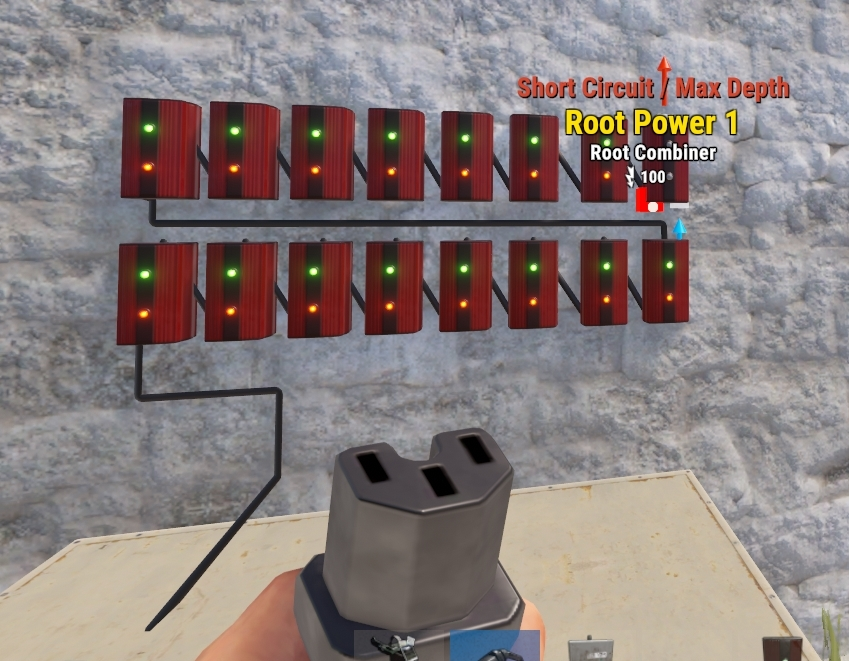 Short Circuit / Max Depth
Root Power 1
Root Combiner
100